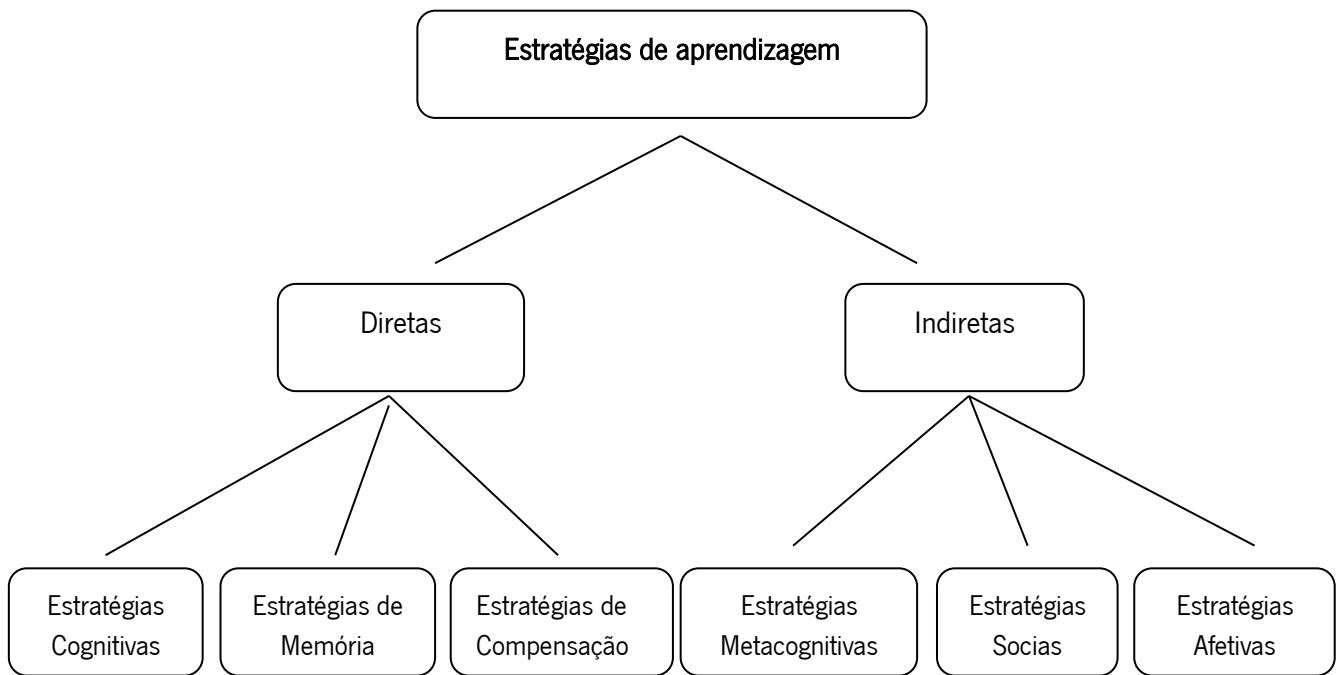 Estratégias de aprendizagem
Diretas
Indiretas
Estratégias
Cognitivas
Estratégias de
Memória
Estratégias de
Compensação
Estratégias
Metacognitivas
Estratégias
Socias
Estratégias
Afetivas